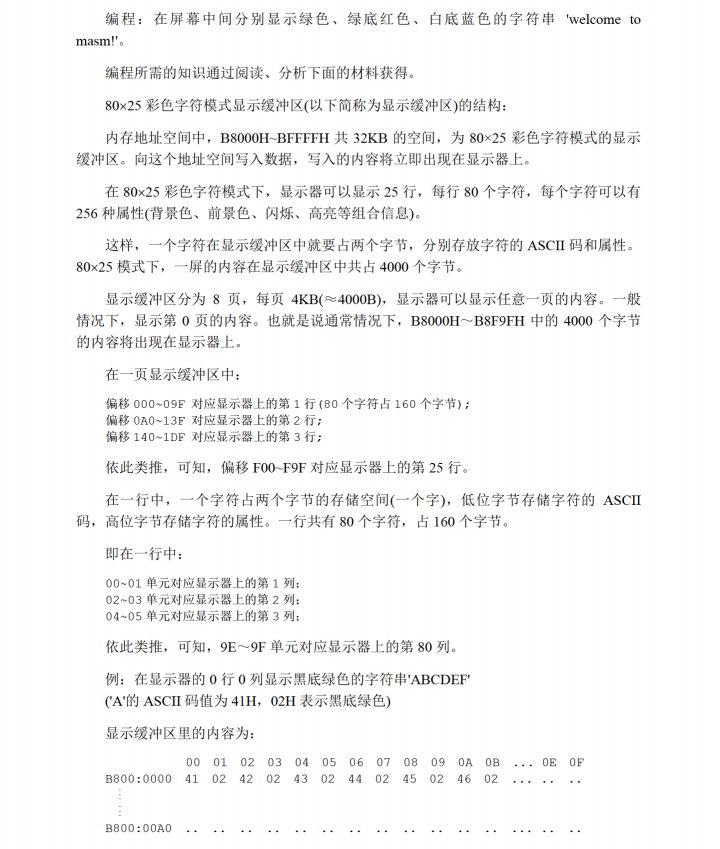 编程：在屏幕中间分别显示绿色、绿底红色、白底蓝色的字符串 'welcome to
masm!'。
编程所需的知识通过阅读、分析下面的材料获得。
80×25 彩色字符模式显示缓冲区(以下简称为显示缓冲区)的结构：
内存地址空间中，B8000H~BFFFFH 共 32KB 的空间，为 80×25 彩色字符模式的显示
缓冲区。向这个地址空间写入数据，写入的内容将立即出现在显示器上。
在 80×25 彩色字符模式下，显示器可以显示 25 行，每行 80 个字符，每个字符可以有
256 种属性(背景色、前景色、闪烁、高亮等组合信息)。
这样，一个字符在显示缓冲区中就要占两个字节，分别存放字符的 ASCII 码和属性。
80×25 模式下，一屏的内容在显示缓冲区中共占 4000 个字节。
显示缓冲区分为 8 页，每页 4KB(≈4000B)，显示器可以显示任意一页的内容。一般
情况下，显示第 0 页的内容。也就是说通常情况下，B8000H～B8F9FH 中的 4000 个字节
的内容将出现在显示器上。
在一页显示缓冲区中：
偏移 000~09F 对应显示器上的第 1 行(80 个字符占 160 个字节)；
偏移 0A0~13F 对应显示器上的第 2 行；
偏移 140~1DF 对应显示器上的第 3 行；
依此类推，可知，偏移 F00~F9F 对应显示器上的第 25 行。
在一行中，一个字符占两个字节的存储空间(一个字)，低位字节存储字符的 ASCII
码，高位字节存储字符的属性。一行共有 80 个字符，占 160 个字节。
即在一行中：
00~01 单元对应显示器上的第 1 列；
02~03 单元对应显示器上的第 2 列；
04~05 单元对应显示器上的第 3 列；
依此类推，可知，9E～9F 单元对应显示器上的第 80 列。
例：在显示器的 0 行 0 列显示黑底绿色的字符串'ABCDEF'
('A'的 ASCII 码值为 41H，02H 表示黑底绿色)
显示缓冲区里的内容为：
00 01 02 03 04 05 06 07 08 09 0A 0B ... 0E 0F
B800:0000 41 02 42 02 43 02 44 02 45 02 46 02 ... ... .. ..
⋮
⋮
B800:00A0 .. .. .. .. .. .. .. .. .. .. .. .. ... .. ..